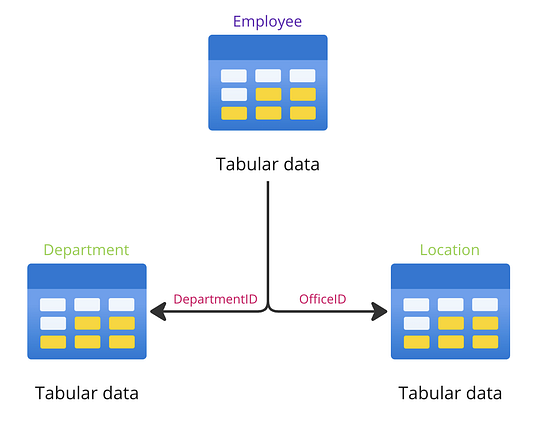 Employee
Tabular data
Department
Location
DepartmentID
OfficeID
Tabular data
Tabular data